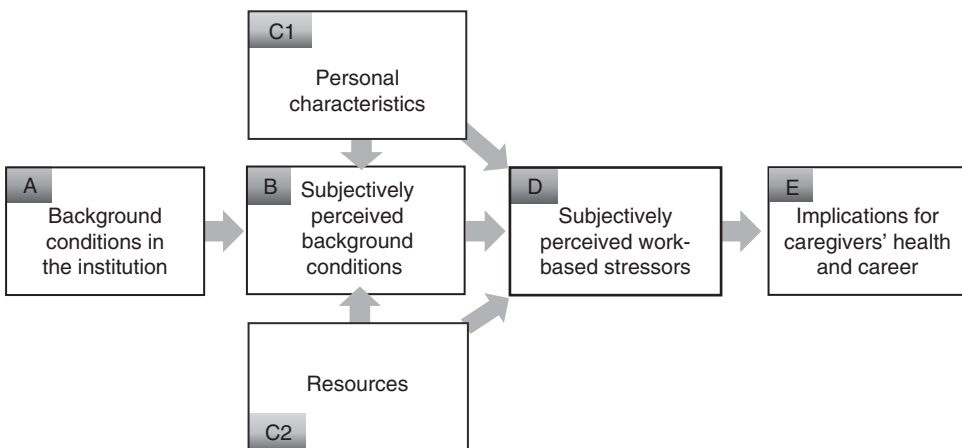 C1
Personal
characteristics
A
Background
conditions in
the institution
B
Subjectively
perceived
background
conditions
D
Subjectively
perceived work-
based stressors
E
Implications for
caregivers’ health
and career
Resources
C2